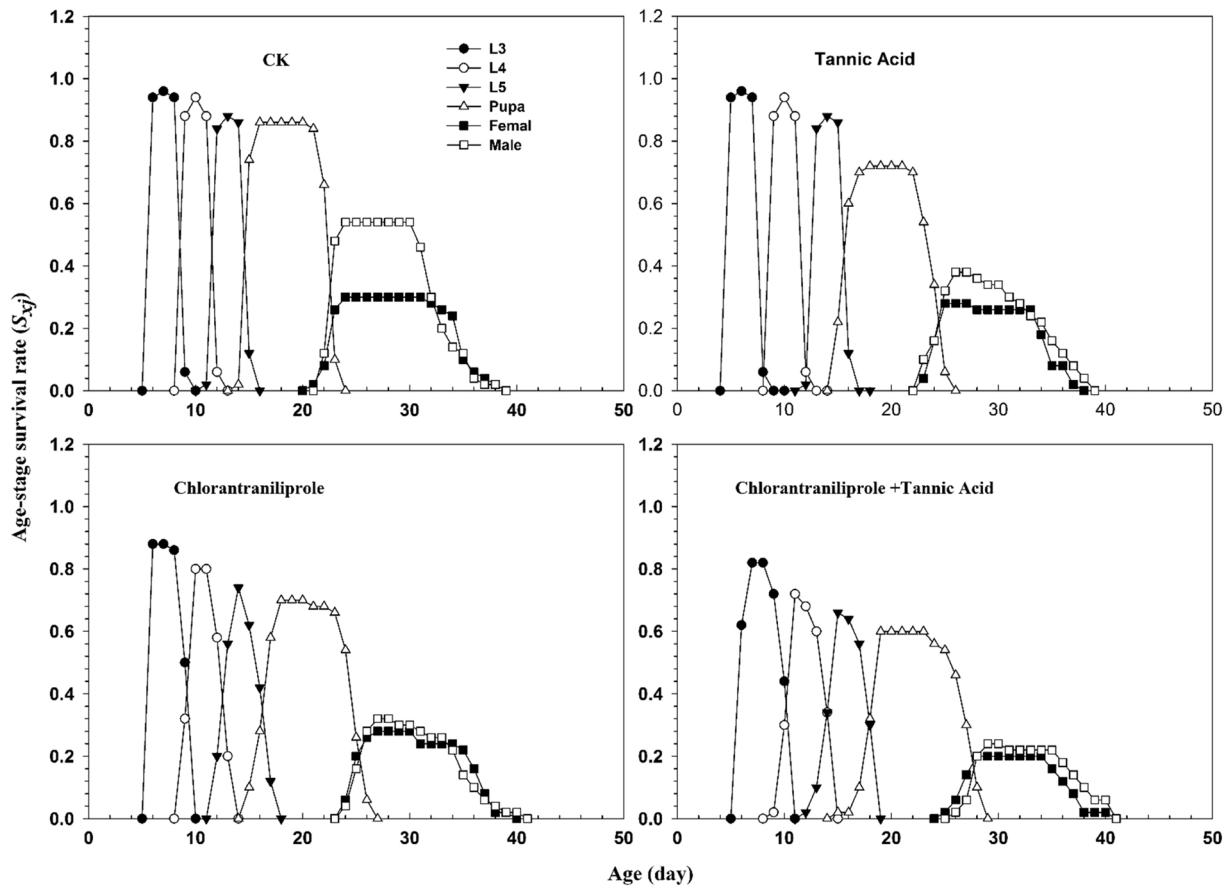 Age-stage survival rate (Sxj)
1.2
1.0
0.8
0.6
0.4
0.2
0.0
0 10 20 30 40 50
CK
L3
L4
L5
Pupa
Femal
Male
1.2
1.0
0.8
0.6
0.4
0.2
0.0
0 10 20 30 40 50
Tannic Acid
1.2
1.0
0.8
0.6
0.4
0.2
0.0
0 10 20 30 40 50
Chlorantraniliprole
1.2
1.0
0.8
0.6
0.4
0.2
0.0
0 10 20 30 40 50
Chlorantraniliprole +Tannic Acid
Age (day)